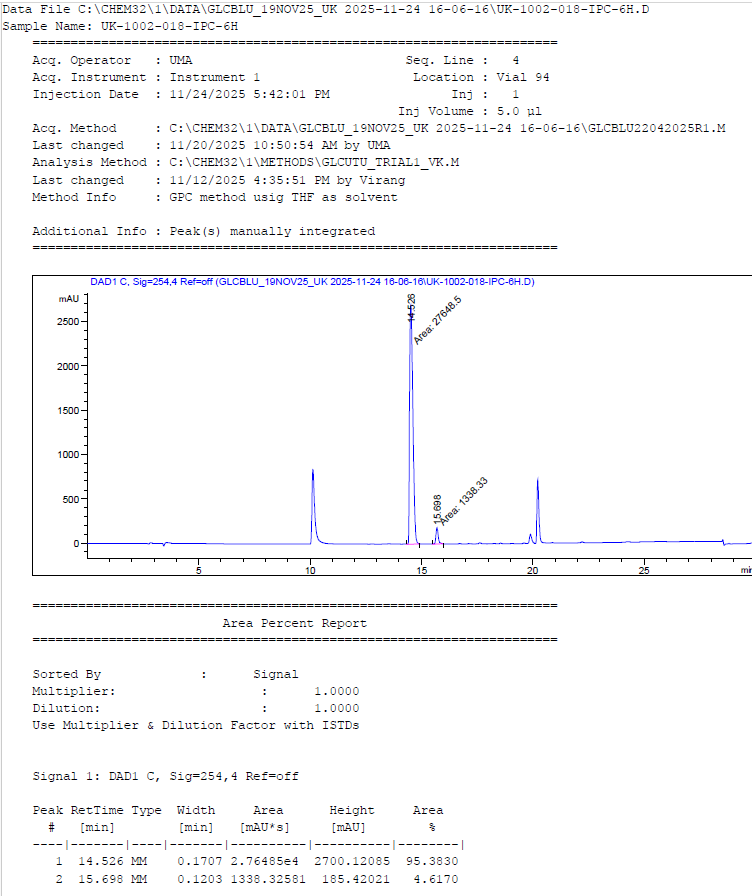 Data File C:\CHEM32\1\DATA\GLCBLU_19NOV25_UK 2025-11-24 16-06-16\UK-1002-018-IPC-6H.D
Sample Name: UK-1002-018-IPC-6H
=====================================================================
Acq. Operator   : UMA                            Seq. Line :   4
Acq. Instrument : Instrument 1                    Location : Vial 94
Injection Date  : 11/24/2025 5:42:01 PM                Inj :   1
Inj Volume : 5.0 µl
Acq. Method     : C:\CHEM32\1\DATA\GLCBLU_19NOV25_UK 2025-11-24 16-06-16\GLCBLU22042025R1.M
Last changed    : 11/20/2025 10:50:54 AM by UMA
Analysis Method : C:\CHEM32\1\METHODS\GLCUTU_TRIAL1_VK.M
Last changed    : 11/12/2025 4:35:51 PM by Virang
Method Info     : GPC method usig THF as solvent
Additional Info : Peak(s) manually integrated
=====================================================================
DAD1 C, Sig=254,4 Ref=off (GLCBLU_19NOV25_UK 2025-11-24 16-06-16\UK-1002-018-IPC-6H.D)
mAU
2500
2000
1500
1000
500
0
14.526
Area: 27648.5
15.698
Area: 1338.33
5 10 15 20 25 min
=====================================================================
Area Percent Report
=====================================================================
Sorted By             :      Signal
Multiplier:                   :      1.0000
Dilution:                     :      1.0000
Use Multiplier & Dilution Factor with ISTDs
Signal 1: DAD1 C, Sig=254,4 Ref=off
Peak RetTime Type  Width     Area      Height     Area
#   [min]        [min]   [mAU*s]     [mAU]        %
----|-------|----|-------|----------|----------|--------|
1  14.526 MM    0.1707 2.76485e4  2700.12085  95.3830
2  15.698 MM    0.1203 1338.32581   185.42021   4.6170